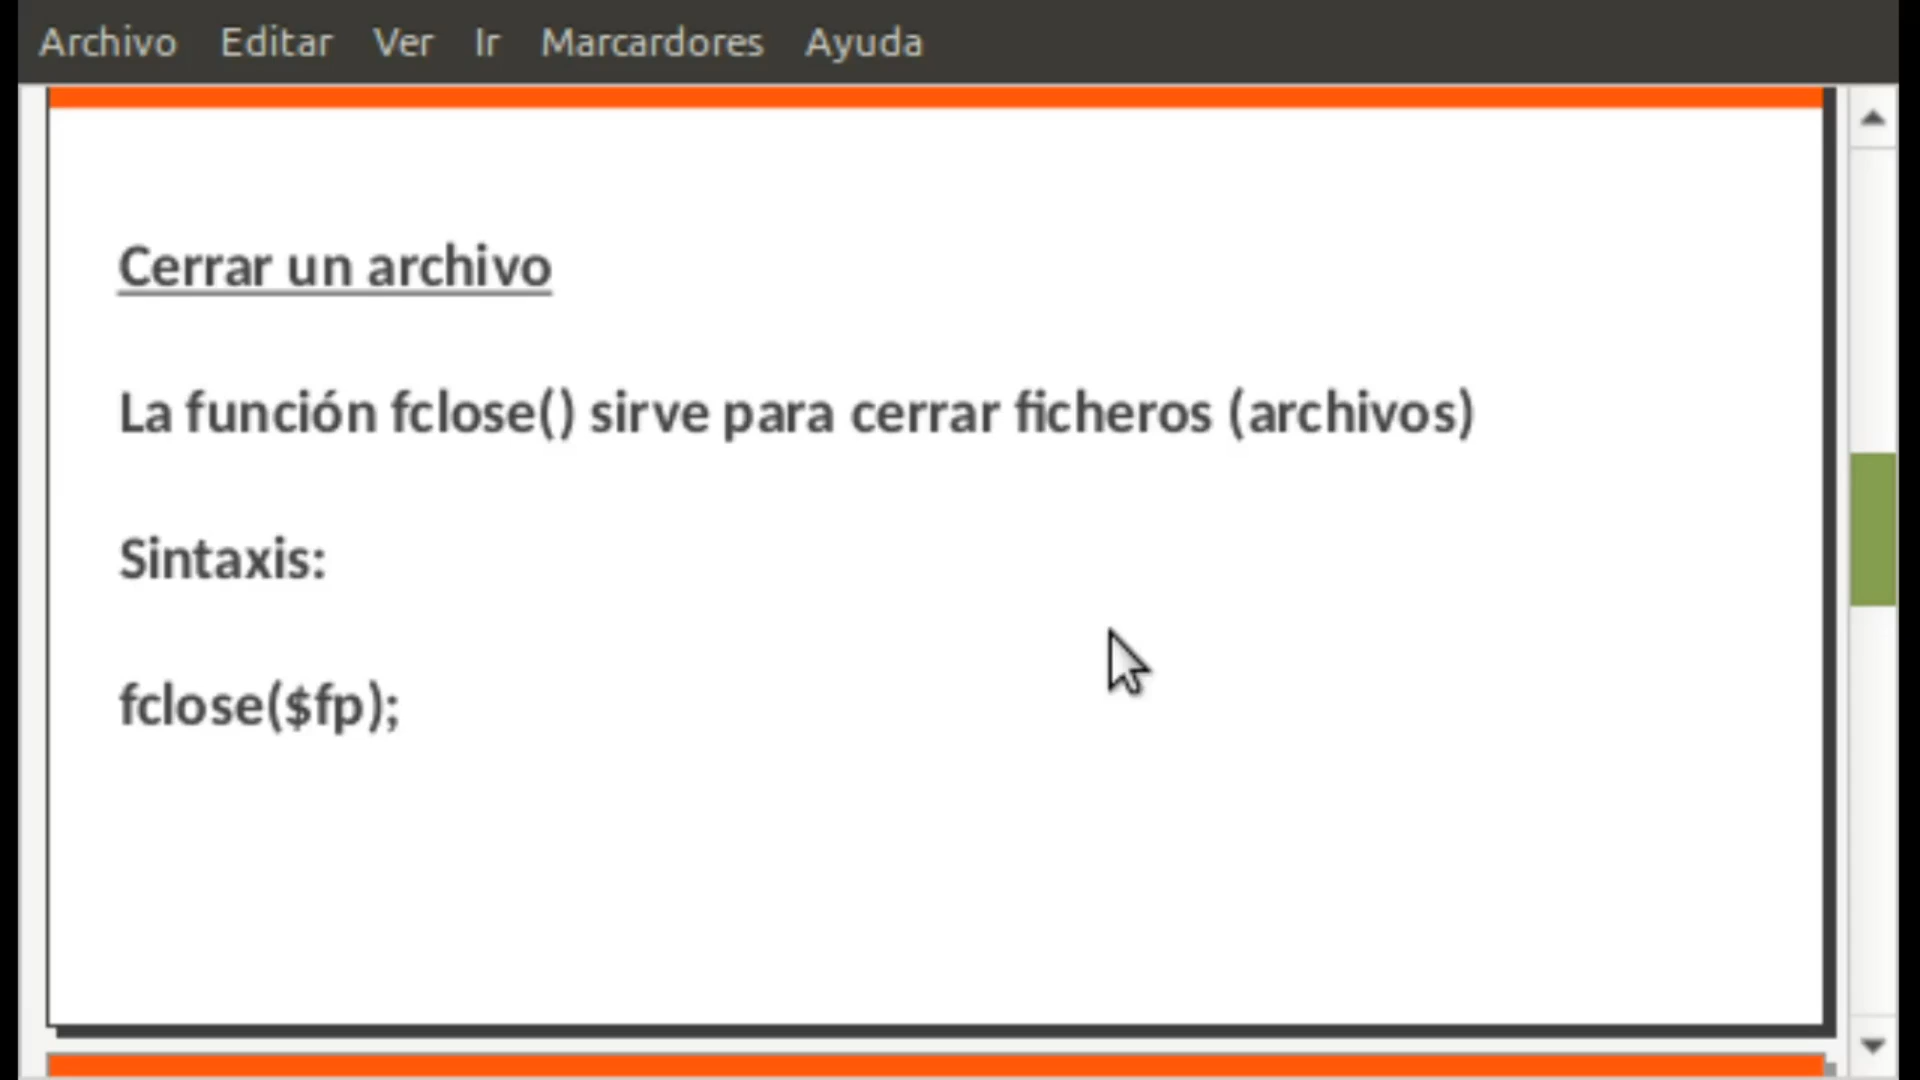 Archivo Editar Ver Ir Marcardores Ayuda
Cerrar un archivo
La función fclose() sirve para cerrar ficheros (archivos)
Sintaxis:
fclose($fp);